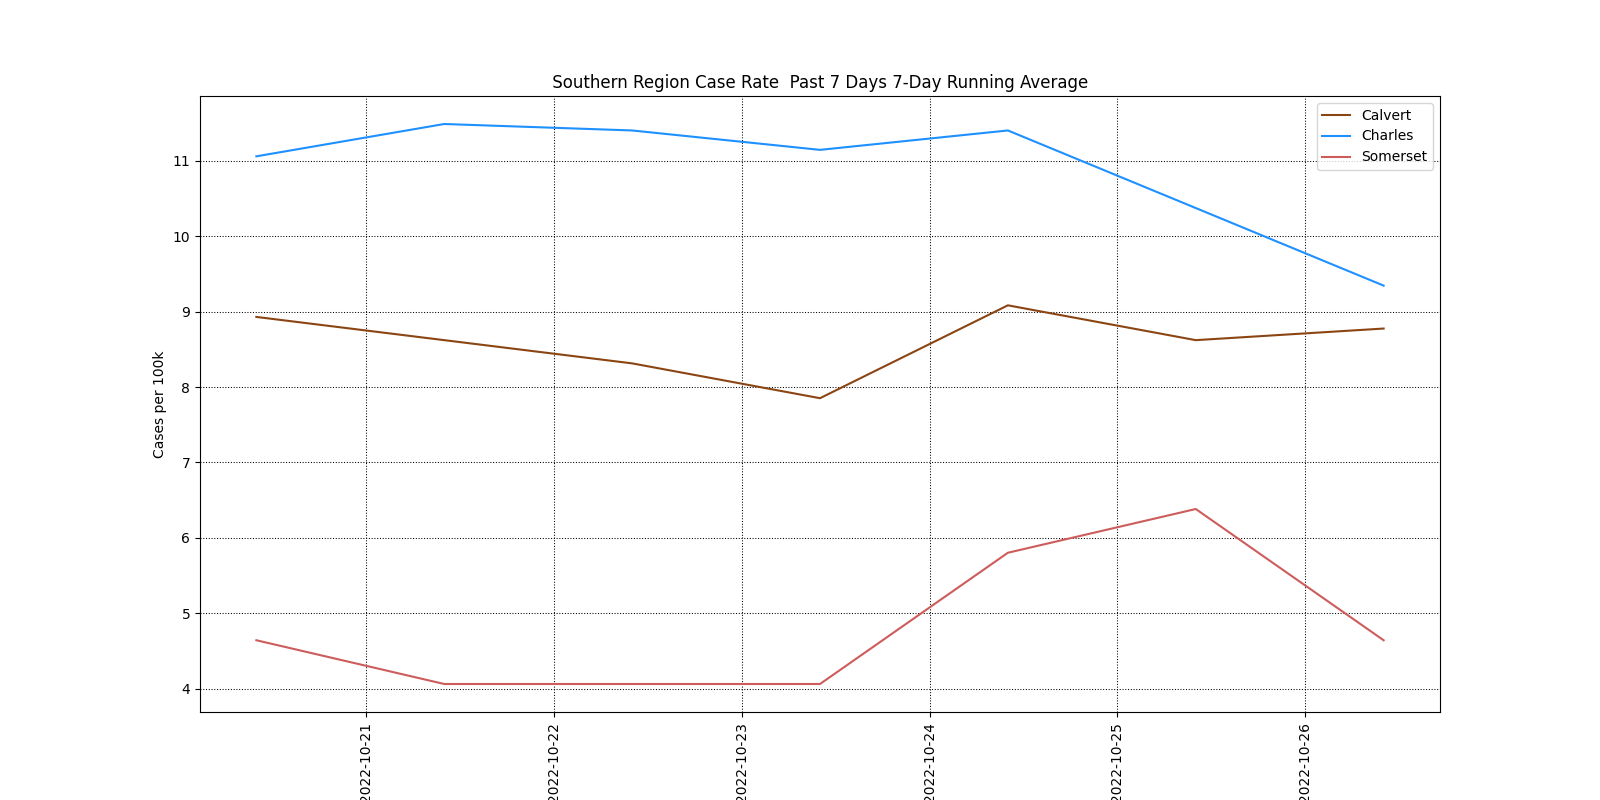 Southern Region Case Rate  Past 7 Days 7-Day Running Average
Calvert
Charles
Somerset
Cases per 100k
11
10
9
8
7
6
5
4
2022-10-21
2022-10-22
2022-10-23
2022-10-24
2022-10-25
2022-10-26